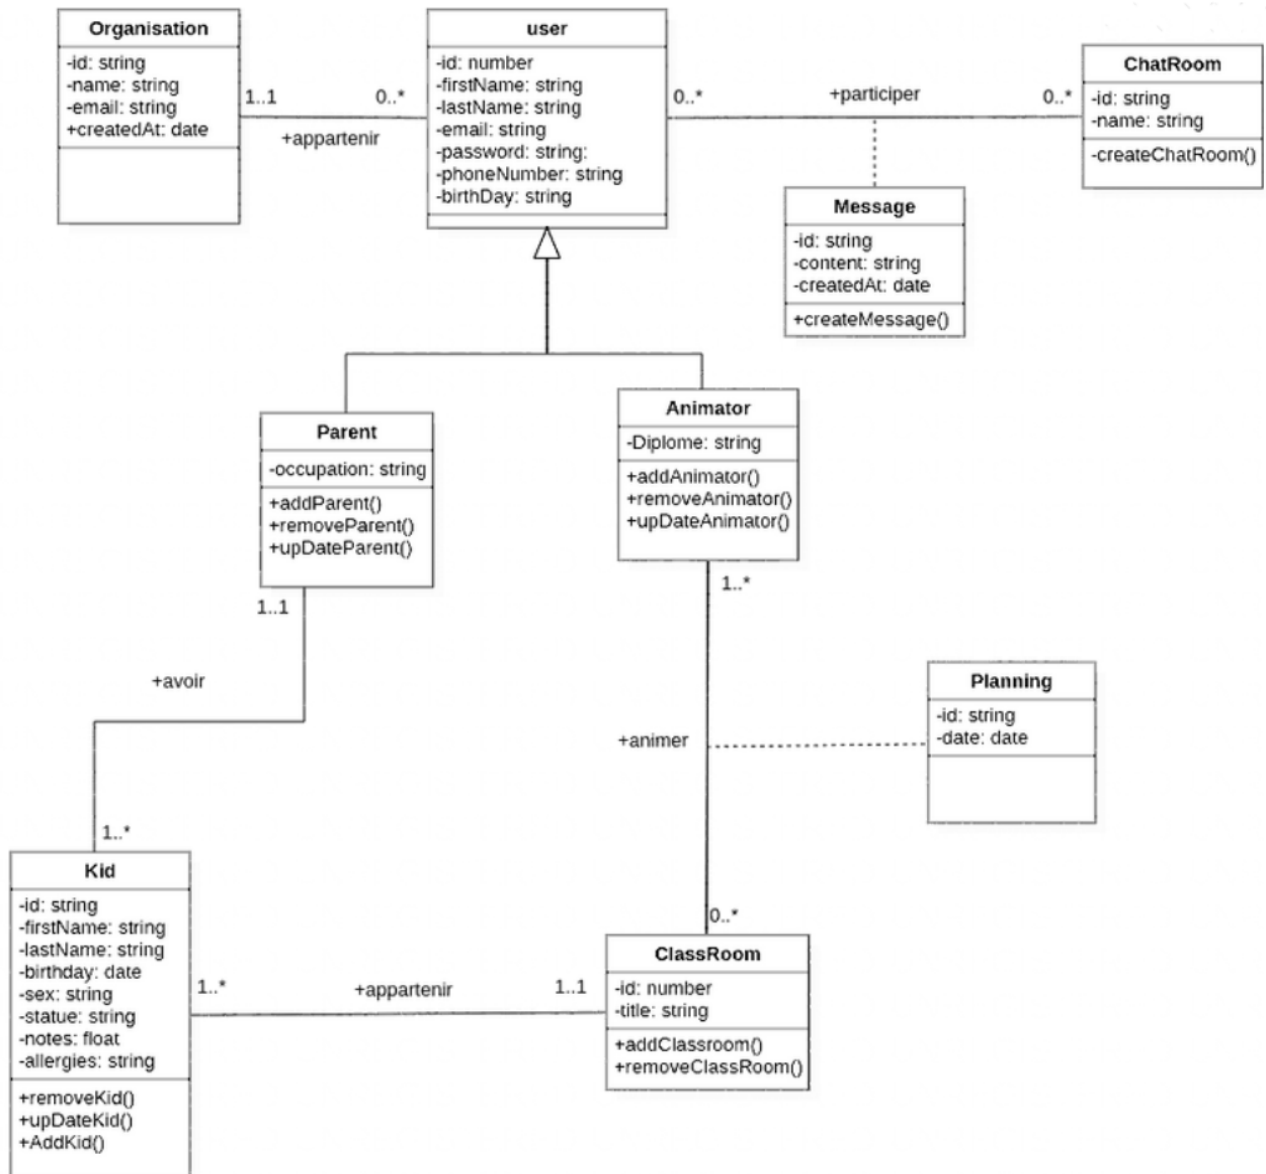 Organisation
-id: string
-name: string
-email: string
+createdAt: date
1..1
0..*
+appartenir
user
-id: number
-firstName: string
-lastName: string
-email: string
-password: string:
-phoneNumber: string
-birthDay: string
0..*
+participer
0..*
ChatRoom
-id: string
-name: string
-createChatRoom()
Message
-id: string
-content: string
-createdAt: date
+createMessage()
Parent
-occupation: string
+addParent()
+removeParent()
+upDateParent()
Animator
-Diplome: string
+addAnimator()
+removeAnimator()
+upDateAnimator()
1..1
+avoir
1..*
1..*
+animer
0..*
Planning
-id: string
-date: date
Kid
-id: string
-firstName: string
-lastName: string
-birthday: date
-sex: string
-statue: string
-notes: float
-allergies: string
+removeKid()
+upDateKid()
+AddKid()
1..*
+appartenir
1..1
ClassRoom
-id: number
-title: string
+addClassroom()
+removeClassRoom()